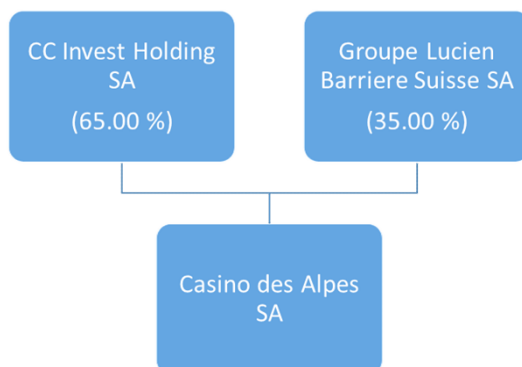 CC Invest Holding
SA
(65.00 %)
Groupe Lucien
Barriere Suisse SA
(35.00 %)
Casino des Alpes
SA